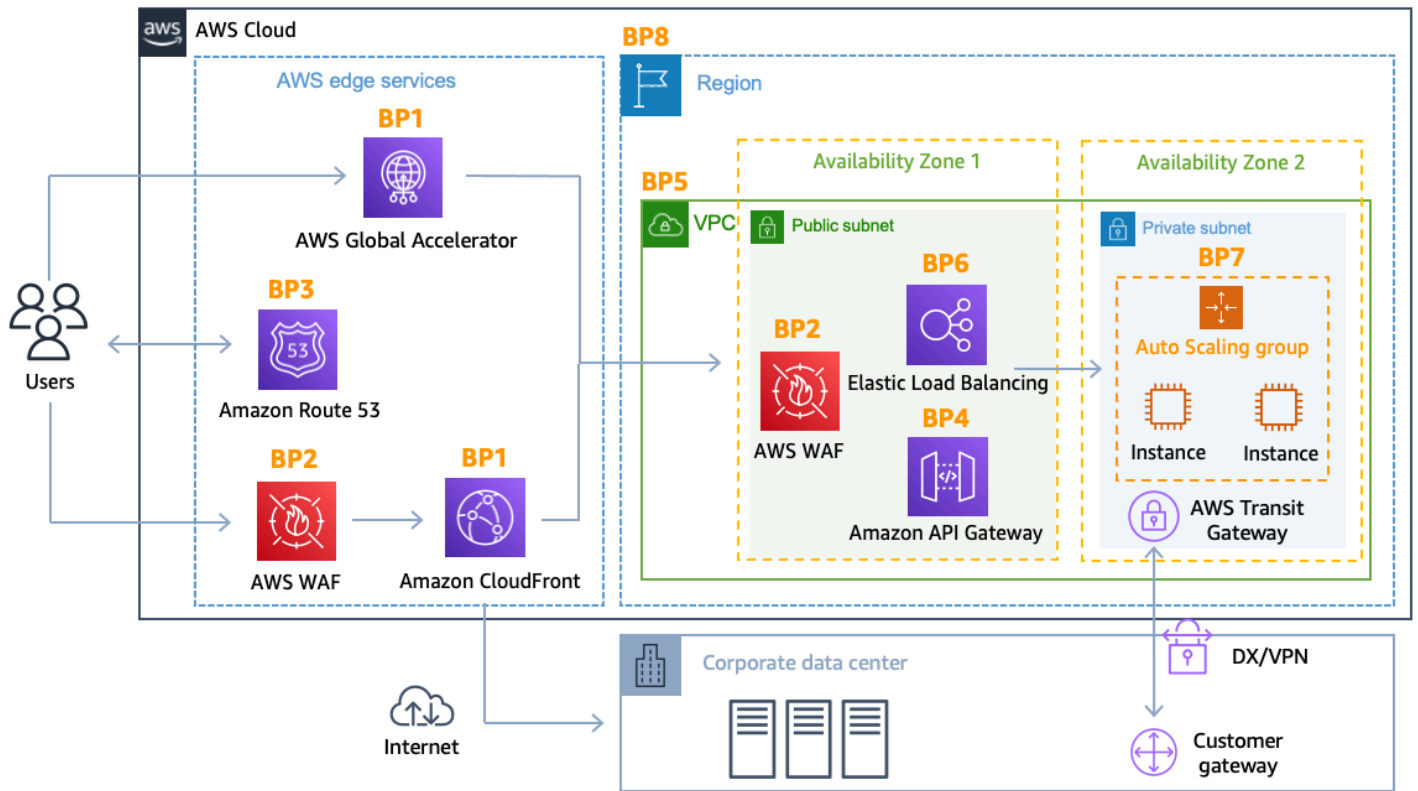 aws
AWS Cloud
BP8
AWS edge services
Region
BP1
AWS Global Accelerator
BP3
53
Amazon Route 53
Users
BP2
AWS WAF
BP1
Amazon CloudFront
Availability Zone 1
Availability Zone 2
BP5
VPC
Public subnet
Private subnet
BP6
Elastic Load Balancing
BP2
AWS WAF
BP4
</>
Amazon API Gateway
BP7
Auto Scaling group
Instance
Instance
AWS Transit
Gateway
Corporate data center
DX/VPN
Internet
Customer
gateway